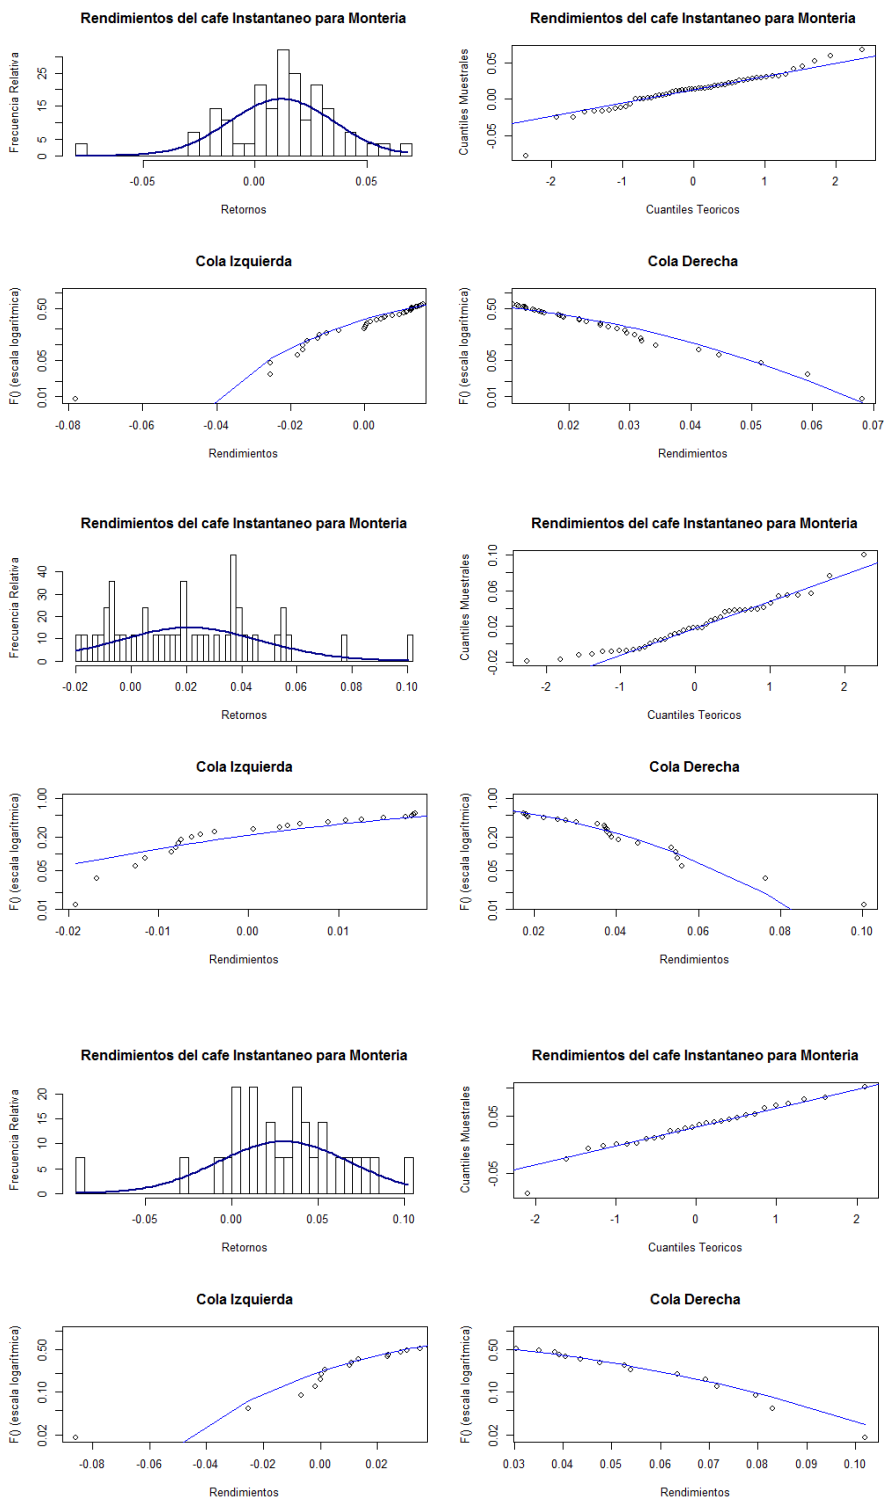 Rendimientos del cafe Instantaneo para Monteria
Frecuencia Relativa
5 15 25
-0.05 0.00 0.05
Retornos
Rendimientos del cafe Instantaneo para Monteria
Cuantiles Muestrales
-0.05 0.00 0.05
-2 -1 0 1 2
Cuantiles Teoricos
Cola Izquierda
F() (escala logarítmica)
0.01 0.05 0.50
-0.08 -0.06 -0.04 -0.02 0.00
Rendimientos
Cola Derecha
F() (escala logarítmica)
0.01 0.05 0.50
0.02 0.03 0.04 0.05 0.06 0.07
Rendimientos
Rendimientos del cafe Instantaneo para Monteria
Frecuencia Relativa
0 10 20 30 40
-0.02 0.00 0.02 0.04 0.06 0.08 0.10
Retornos
Rendimientos del cafe Instantaneo para Monteria
Cuantiles Muestrales
-0.02 0.02 0.06 0.10
-2 -1 0 1 2
Cuantiles Teoricos
Cola Izquierda
F() (escala logarítmica)
0.01 0.05 0.20 1.00
-0.02 -0.01 0.00 0.01
Rendimientos
Cola Derecha
F() (escala logarítmica)
0.01 0.05 0.20 1.00
0.02 0.04 0.06 0.08 0.10
Rendimientos
Rendimientos del cafe Instantaneo para Monteria
Frecuencia Relativa
0 5 10 15 20
-0.05 0.00 0.05 0.10
Retornos
Rendimientos del cafe Instantaneo para Monteria
Cuantiles Muestrales
-0.05 0.05
-2 -1 0 1 2
Cuantiles Teoricos
Cola Izquierda
F() (escala logarítmica)
0.02 0.10 0.50
-0.08 -0.06 -0.04 -0.02 0.00 0.02
Rendimientos
Cola Derecha
F() (escala logarítmica)
0.02 0.10 0.50
0.03 0.04 0.05 0.06 0.07 0.08 0.09 0.10
Rendimientos